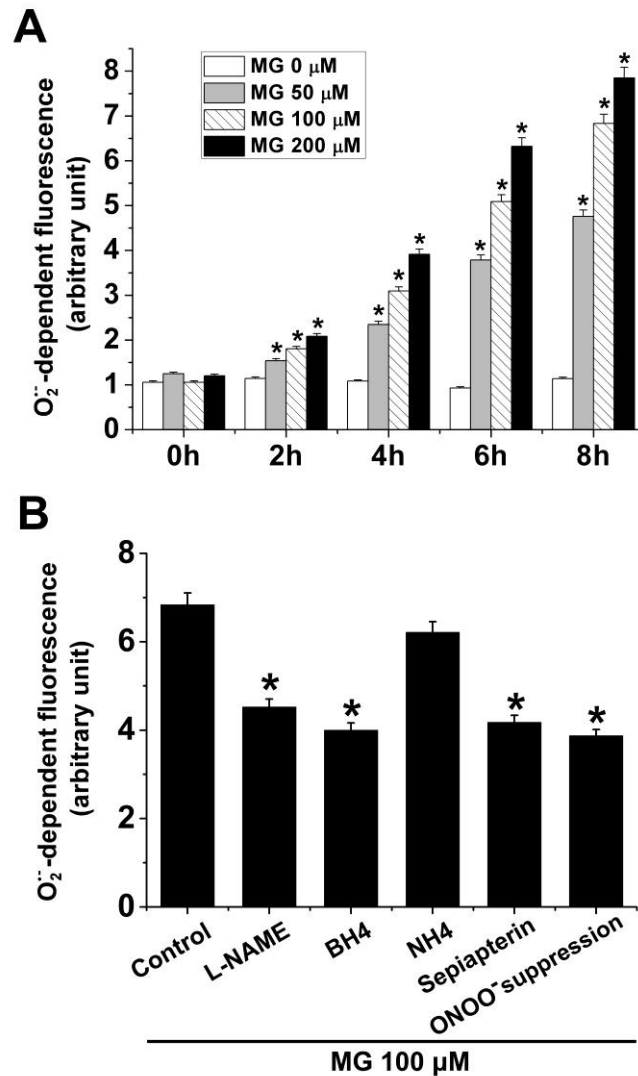 A
O₂·⁻-dependent fluorescence
(arbitrary unit)
8
7
6
5
4
3
2
1
0
MG 0 µM
MG 50 µM
MG 100 µM
MG 200 µM
* * *
* * *
* * *
* * *
0h 2h 4h 6h 8h
B
O₂·⁻-dependent fluorescence
(arbitrary unit)
8
6
4
2
0
* * * *
Control L-NAME BH4 NH4 Sepiapterin ONOO⁻suppression
MG 100 µM